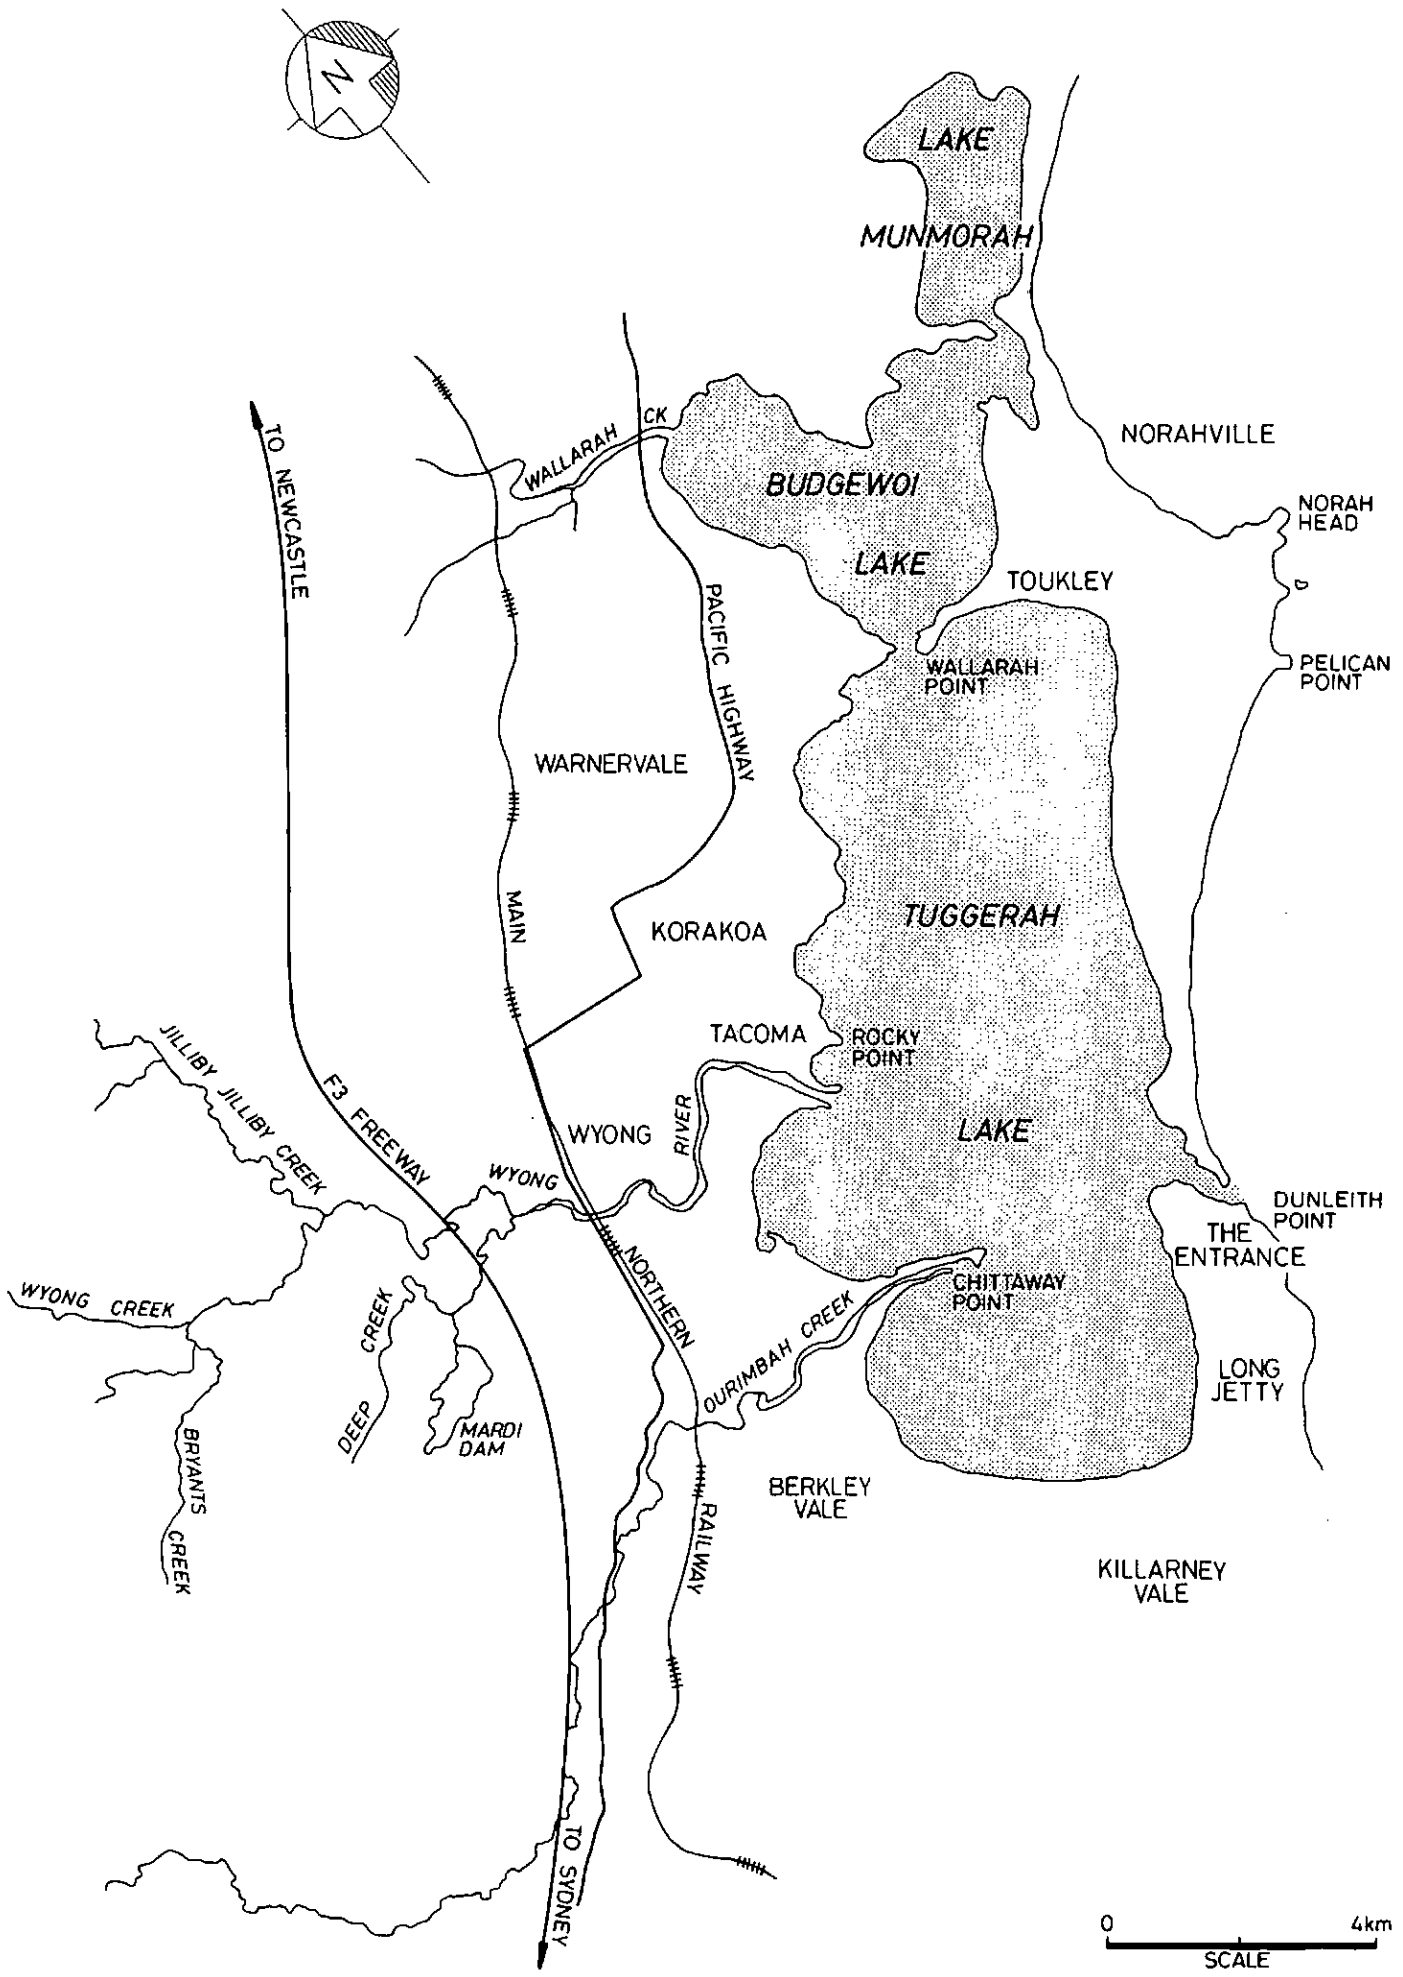 N
LAKE
MUNMORAH
WALLARAH CK
NORAHVILLE
BUDGEWOI
LAKE
NORAH
HEAD
TO NEWCASTLE
TOUKLEY
PACIFIC HIGHWAY
WALLARAH
POINT
PELICAN
POINT
WARNERVALE
MAIN
TUGGERAH
KORAKOA
TACOMA
ROCKY
POINT
JILLIBY JILLIBY CREEK
F3 FREEWAY
WYONG
RIVER
LAKE
WYONG
DUNLEITH
POINT
THE
ENTRANCE
NORTHERN
CHITTAWAY
POINT
WYONG CREEK
DEEP CREEK
OURIMBAH CREEK
LONG
JETTY
MARDI
DAM
BRYANTS
CREEK
BERKLEY
VALE
RAILWAY
KILLARNEY
VALE
TO SYDNEY
0 4km
SCALE